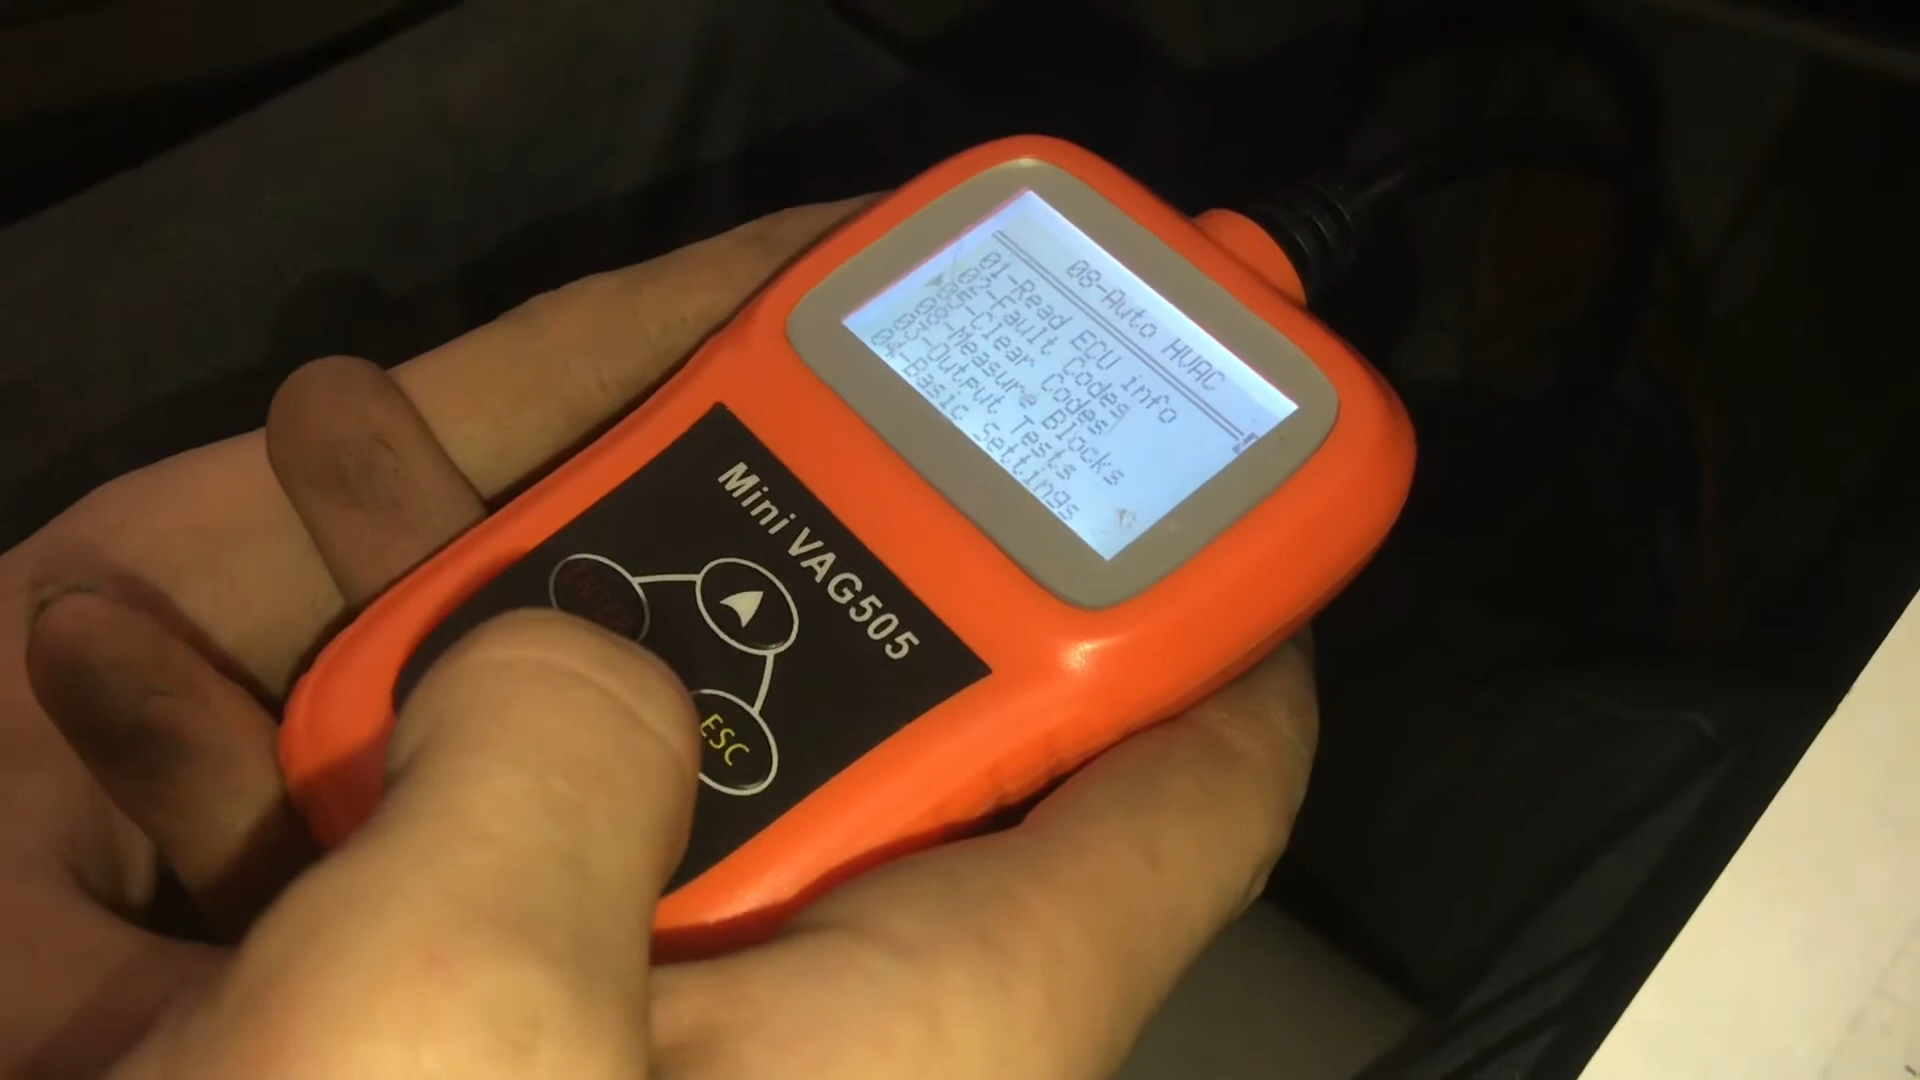 08-Auto HVAC
01-Read ECU info
02-Fault Codes
05-Clear Codes
08-Measure Blocks
03-Output Tests
04-Basic Settings
Mini VAG505
ENTER
ESC